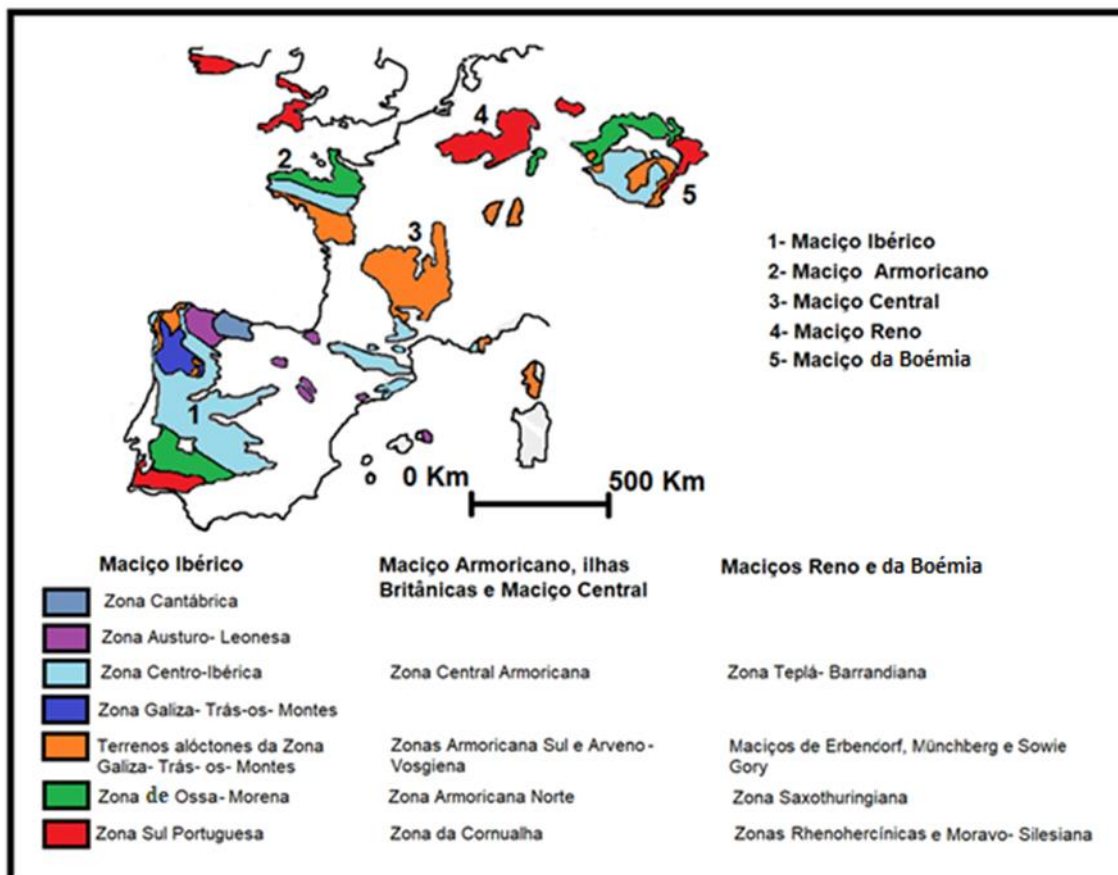 4
2
5
3
1- Maciço Ibérico
2- Maciço Armoricano
3- Maciço Central
4- Maciço Reno
5- Maciço da Boémia
1
0 Km
500 Km
Maciço Ibérico
Maciço Armoricano, ilhas
Britânicas e Maciço Central
Maciços Reno e da Boémia
Zona Cantábrica
Zona Austuro- Leonesa
Zona Centro-Ibérica
Zona Central Armoricana
Zona Teplá- Barrandiana
Zona Galiza- Trás-os- Montes
Terrenos alóctones da Zona
Galiza- Trás- os- Montes
Zonas Armoricana Sul e Arveno-
Vosgiena
Maciços de Erbendorf, Münchberg e Sowie
Gory
Zona de Ossa- Morena
Zona Armoricana Norte
Zona Saxothuringiana
Zona Sul Portuguesa
Zona da Cornualha
Zonas Rhenohercínicas e Moravo- Silesiana